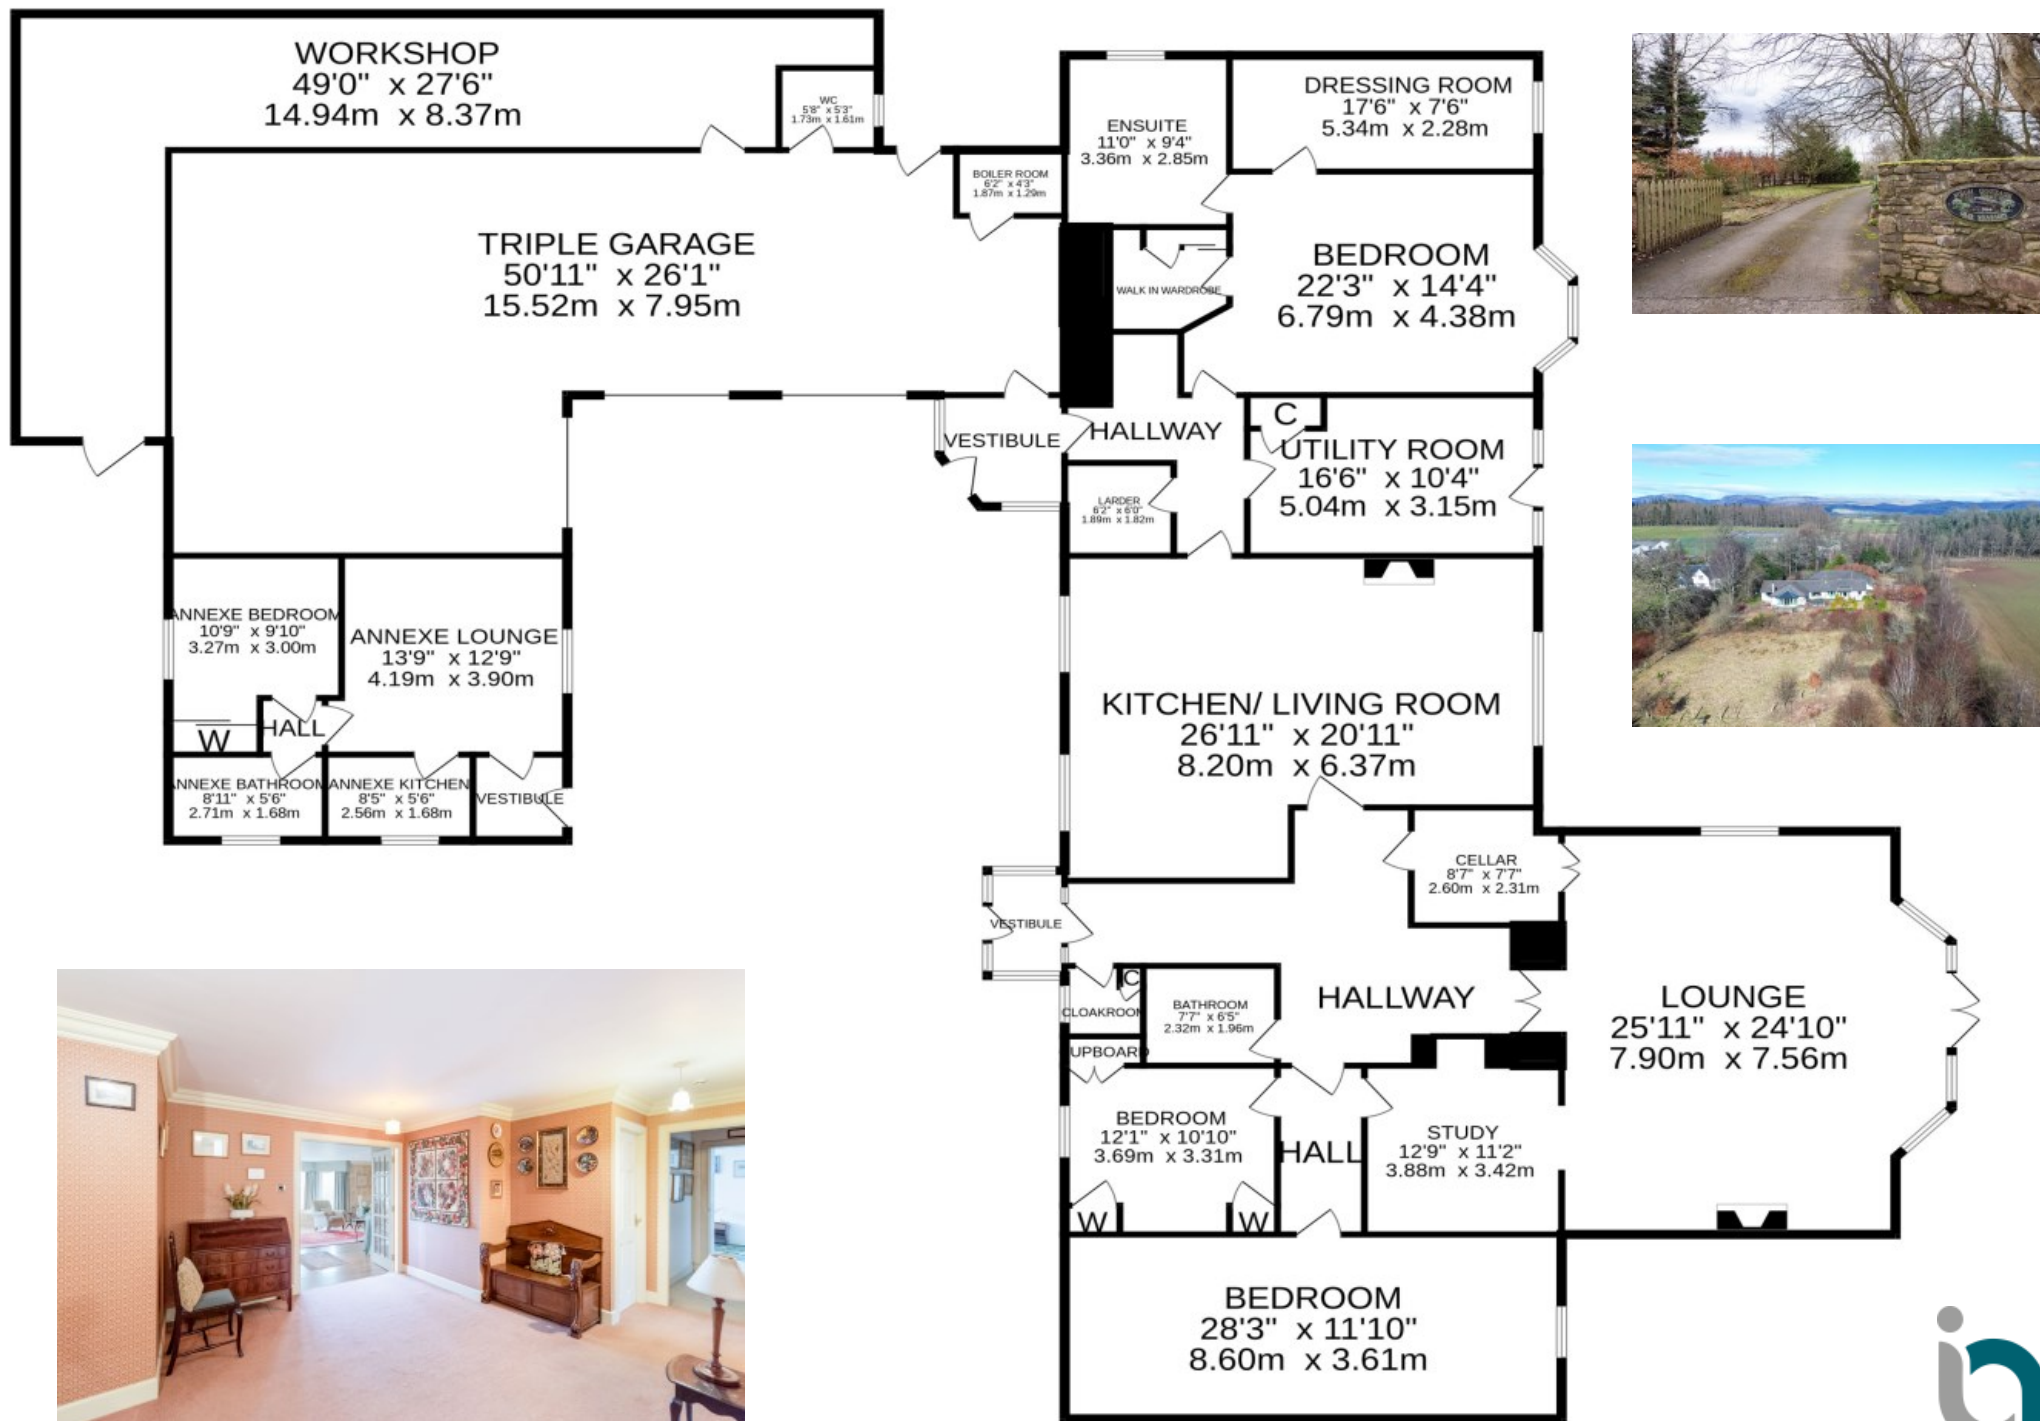 WORKSHOP
49'0" x 27'6"
14.94m x 8.37m
WC
5'8" x 5'3"
1.73m x 1.61m
DRESSING ROOM
17'6" x 7'6"
5.34m x 2.28m
ENSUITE
11'0" x 9'4"
3.36m x 2.85m
BOILER ROOM
6'2" x 4'3"
1.87m x 1.29m
TRIPLE GARAGE
50'11" x 26'1"
15.52m x 7.95m
BEDROOM
22'3" x 14'4"
6.79m x 4.38m
WALK IN WARDROBE
VESTIBULE
HALLWAY
C
UTILITY ROOM
16'6" x 10'4"
5.04m x 3.15m
LARDER
6'2" x 6'0"
1.89m x 1.82m
ANNEXE BEDROOM
10'9" x 9'10"
3.27m x 3.00m
ANNEXE LOUNGE
13'9" x 12'9"
4.19m x 3.90m
W
HALL
ANNEXE BATHROOM
8'11" x 5'6"
2.71m x 1.68m
ANNEXE KITCHEN
8'5" x 5'6"
2.56m x 1.68m
VESTIBULE
KITCHEN/ LIVING ROOM
26'11" x 20'11"
8.20m x 6.37m
CELLAR
8'7" x 7'7"
2.60m x 2.31m
VESTIBULE
C
CLOAKROOM
BATHROOM
7'7" x 6'5"
2.32m x 1.96m
HALLWAY
LOUNGE
25'11" x 24'10"
7.90m x 7.56m
UPBOARD
BEDROOM
12'1" x 10'10"
3.69m x 3.31m
HALL
STUDY
12'9" x 11'2"
3.88m x 3.42m
W
W
BEDROOM
28'3" x 11'10"
8.60m x 3.61m